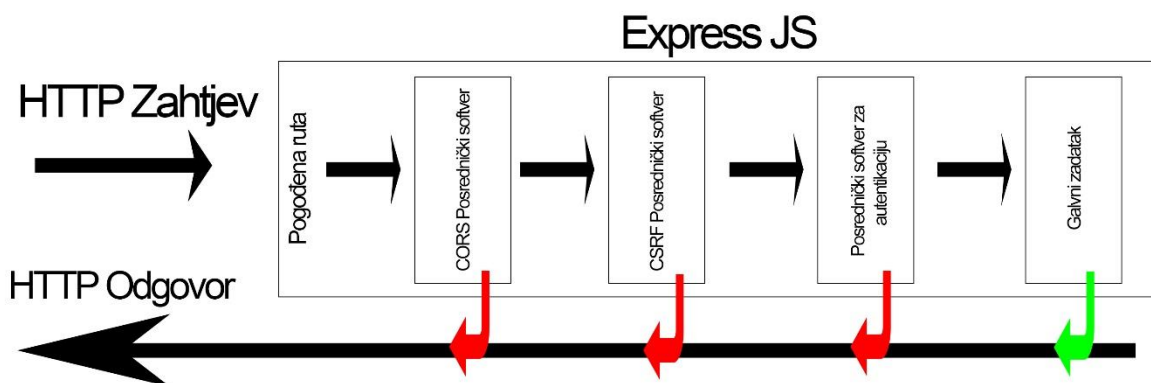 Express JS
HTTP Zahtjev
Pogođena ruta
CORS Posrednički softver
CSRF Posrednički softver
Posrednički softver za
autentikaciju
Galvni zadatak
HTTP Odgovor